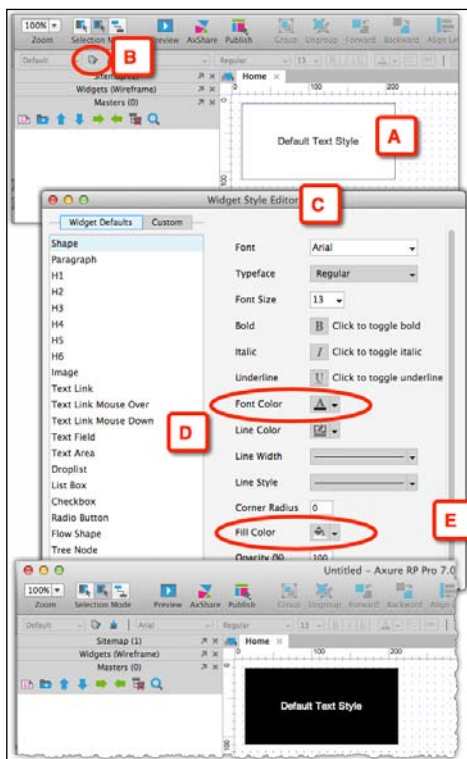 100%
Zoom Selection Mode Preview AxShare Publish Group Ungroup Forward Backward Align
Default Regular 13
B
Sitemap
Widgets (Wireframe)
Masters (0)
Home
0 100 200
Default Text Style
A
100
Widget Style Editor
C
Widget Defaults Custom
Shape
Paragraph
H1
H2
H3
H4
H5
H6
Image
Text Link
Text Link Mouse Over
Text Link Mouse Down
Text Field
Text Area
Droplist
List Box
Checkbox
Radio Button
Flow Shape
Tree Node
D
Font Arial
Typeface Regular
Font Size 13
Bold B Click to toggle bold
Italic I Click to toggle italic
Underline U Click to toggle underline
Font Color A
Line Color
Line Width
Line Style
Corner Radius 0
Fill Color
Opacity (%) 100
E
Untitled - Axure RP Pro 7.0
100%
Zoom Selection Mode Preview AxShare Publish Group Ungroup Forward Backward Align
Default Arial Regular 13
Sitemap (1)
Widgets (Wireframe)
Masters (0)
Home
0 100 200
Default Text Style
100